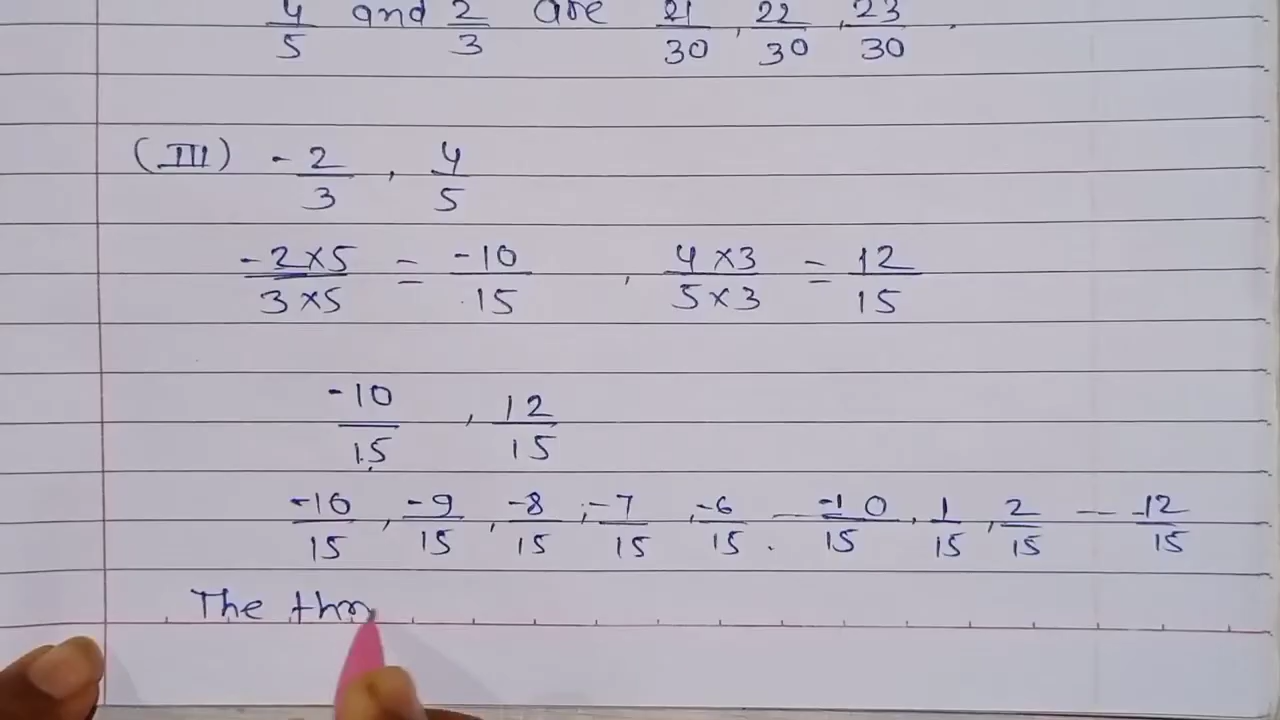 4/5 and 2/3 are 21/30, 22/30, 23/30.
(III) -2/3, 4/5
-2×5/3×5 = -10/15, 4×3/5×3 = 12/15
-10/15, 12/15
-10/15, -9/15, -8/15, -7/15, -6/15 . — -1 0/15, 1/15, 2/15 — 12/15
The thr